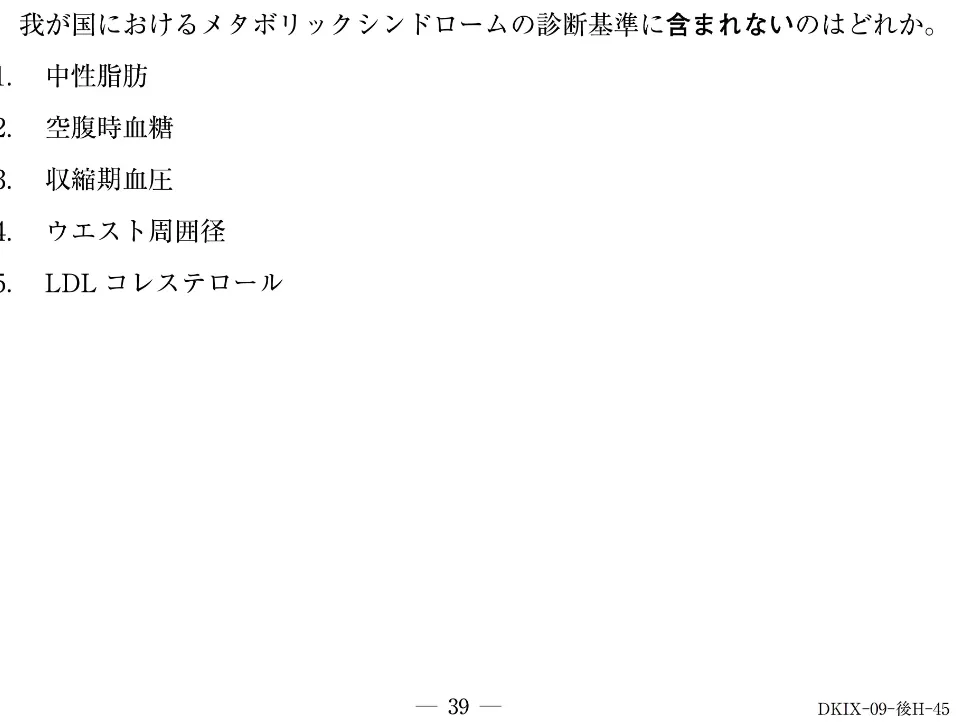 我が国におけるメタボリックシンドロームの診断基準に含まれないのはどれか。
1. 中性脂肪
2. 空腹時血糖
3. 収縮期血圧
4. ウエスト周囲径
5. LDL コレステロール
— 39 —
DKIX-09-後H-45